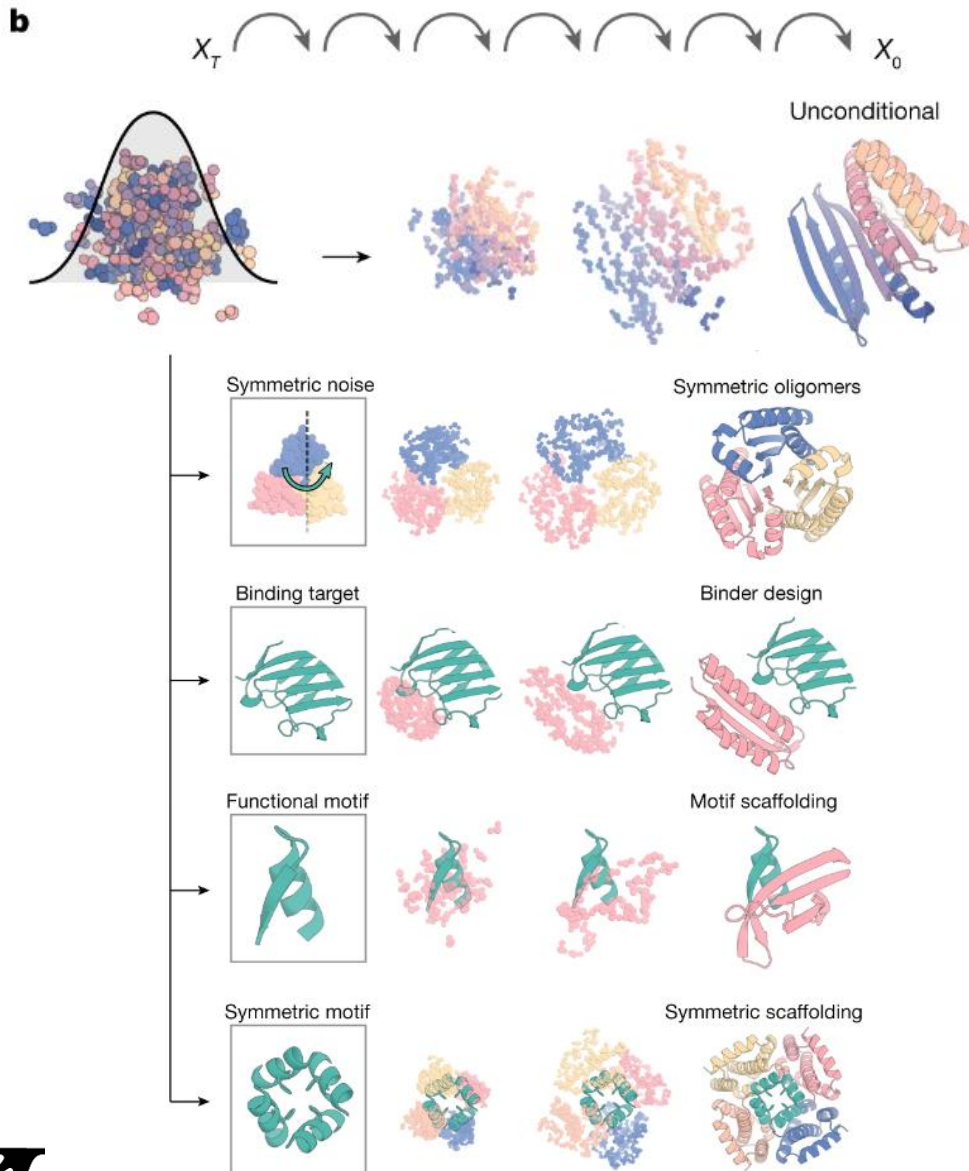 b
X_T X_0
Unconditional
Symmetric noise
Symmetric oligomers
Binding target
Binder design
Functional motif
Motif scaffolding
Symmetric motif
Symmetric scaffolding